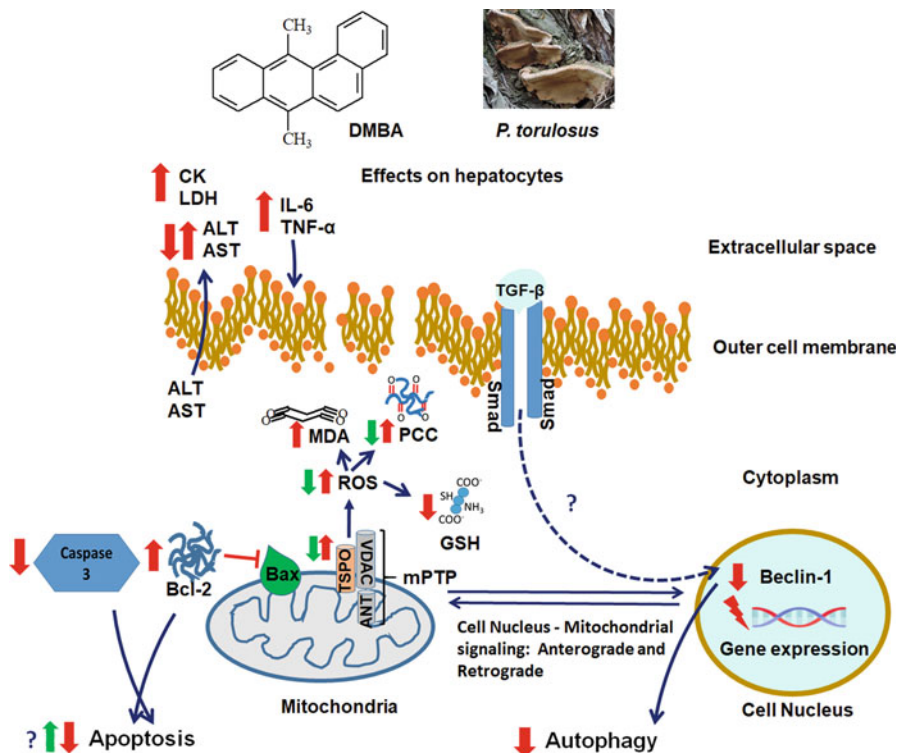 CH₃
CH₃
DMBA
P. torulosus
Effects on hepatocytes
CK
LDH
ALT
AST
IL-6
TNF-α
Extracellular space
TGF-β
Outer cell membrane
Smad
Smad
ALT
AST
O O
O
O O
O O
MDA
PCC
ROS
COO⁻
SH
NH₃
COO⁻
GSH
?
Cytoplasm
Caspase
3
Bcl-2
Bax
TSPO
VDAC
ANT
mPTP
Beclin-1
Gene expression
Cell Nucleus - Mitochondrial
signaling: Anterograde and
Retrograde
Mitochondria
Cell Nucleus
? Apoptosis
Autophagy